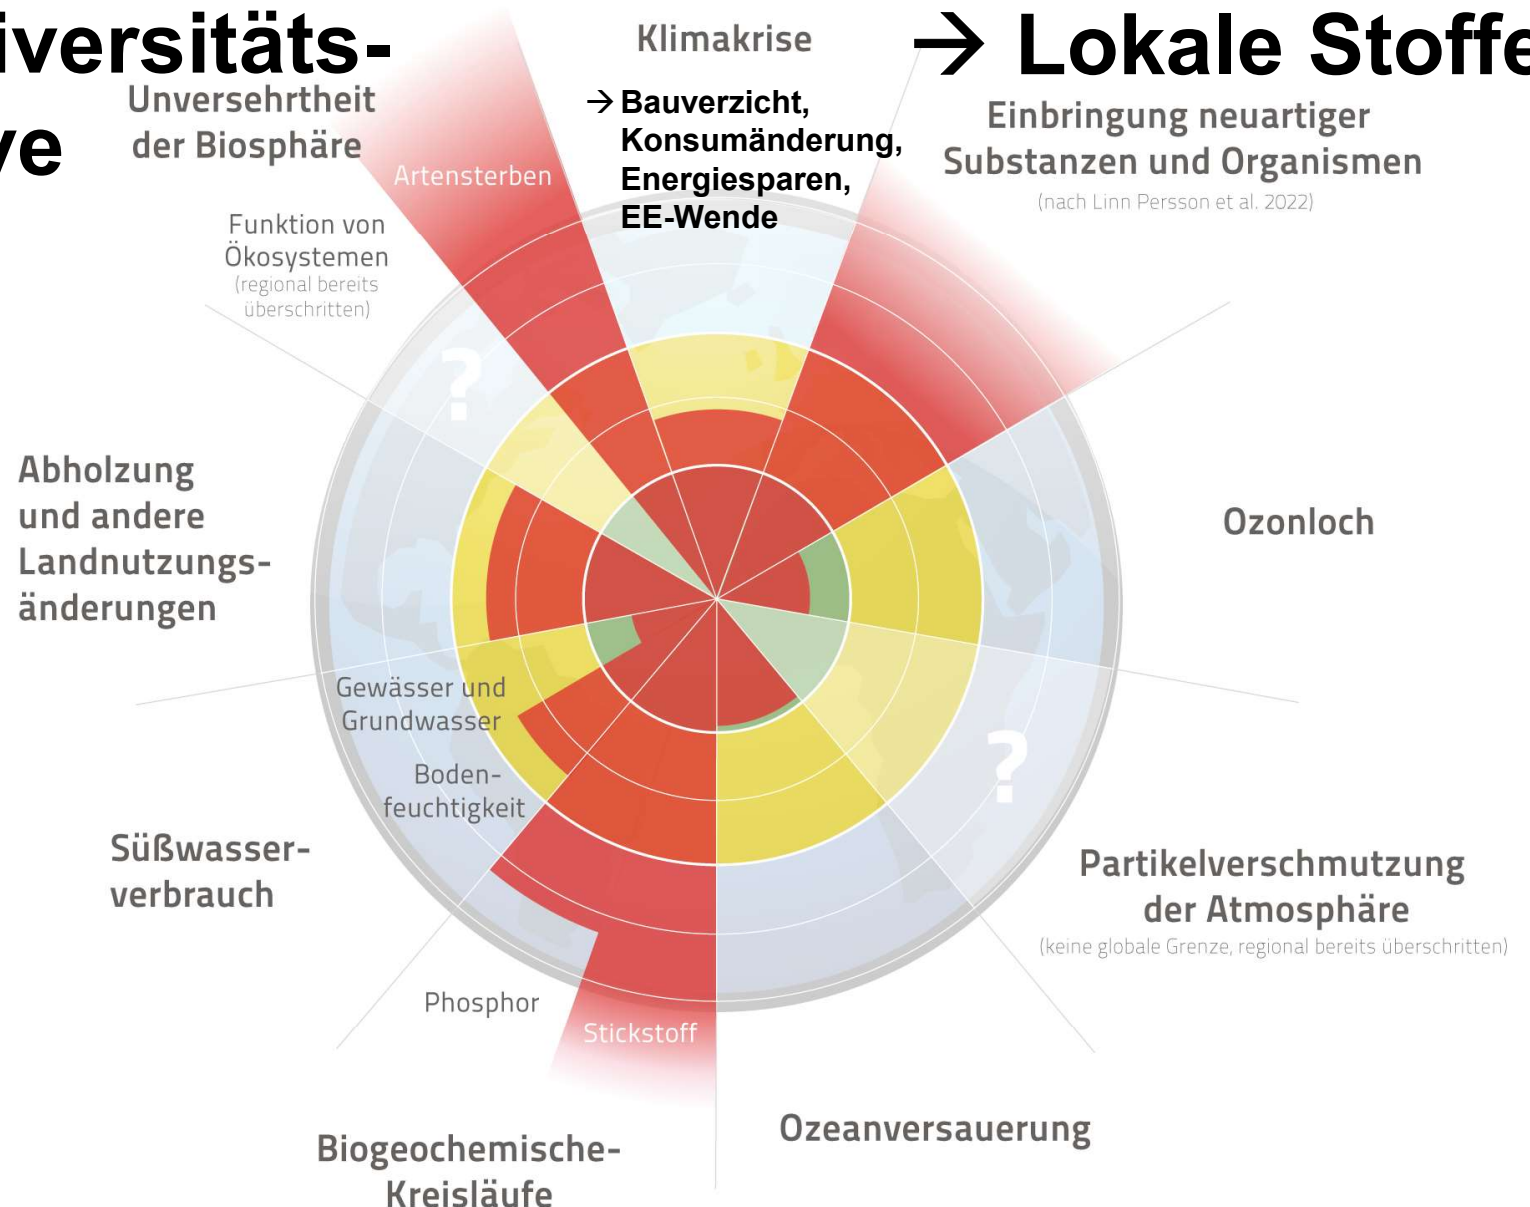 iversitäts-
ve
Klimakrise
→ Lokale Stoffe
Unversehrtheit
der Biosphäre
→ Bauverzicht,
Konsumänderung,
Energiesparen,
EE-Wende
Einbringung neuartiger
Substanzen und Organismen
(nach Linn Persson et al. 2022)
Artensterben
Funktion von
Ökosystemen
(regional bereits
überschritten)
?
Abholzung
und andere
Landnutzungs-
änderungen
Ozonloch
Gewässer und
Grundwasser
Boden-
feuchtigkeit
?
Süßwasser-
verbrauch
Partikelverschmutzung
der Atmosphäre
(keine globale Grenze, regional bereits überschritten)
Phosphor
Stickstoff
Ozeanversauerung
Biogeochemische-
Kreisläufe